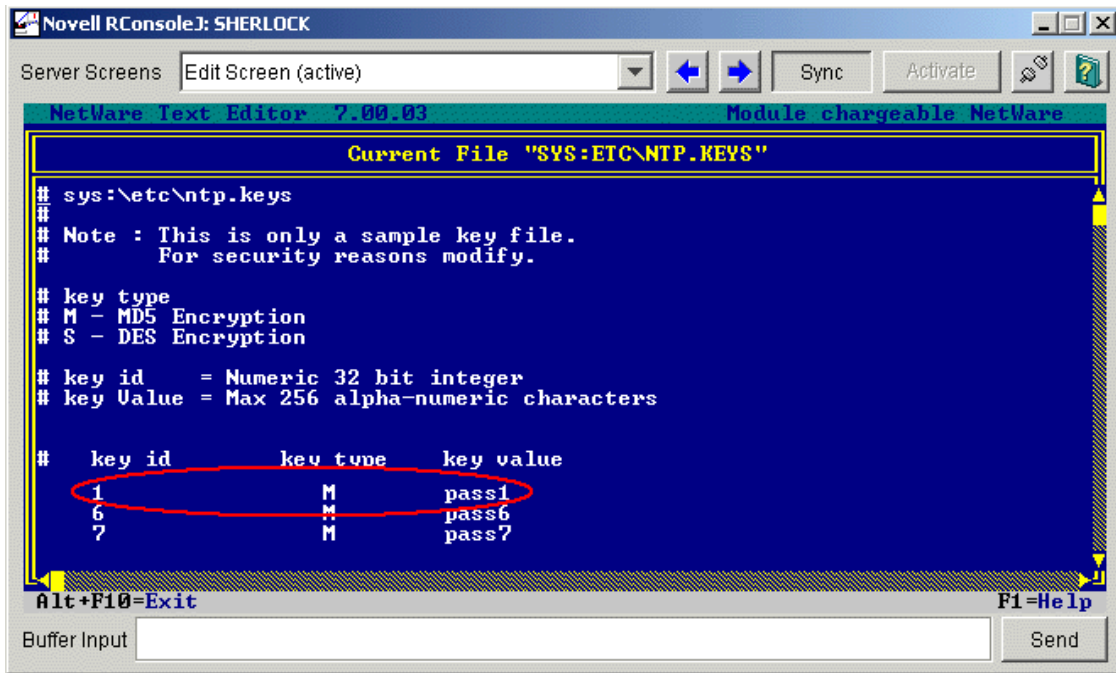 Novell RConsoleJ: SHERLOCK
Server Screens Edit Screen (active) Sync Activate
NetWare Text Editor 7.00.03 Module chargeable NetWare
Current File "SYS:ETC\NTP.KEYS"
# sys:\etc\ntp.keys
#
# Note : This is only a sample key file.
# For security reasons modify.
# key type
# M - MD5 Encryption
# S - DES Encryption
# key id = Numeric 32 bit integer
# key Value = Max 256 alpha-numeric characters
# key id key type key value
1 M pass1
6 M pass6
7 M pass7
Alt+F10=Exit F1=Help
Buffer Input Send